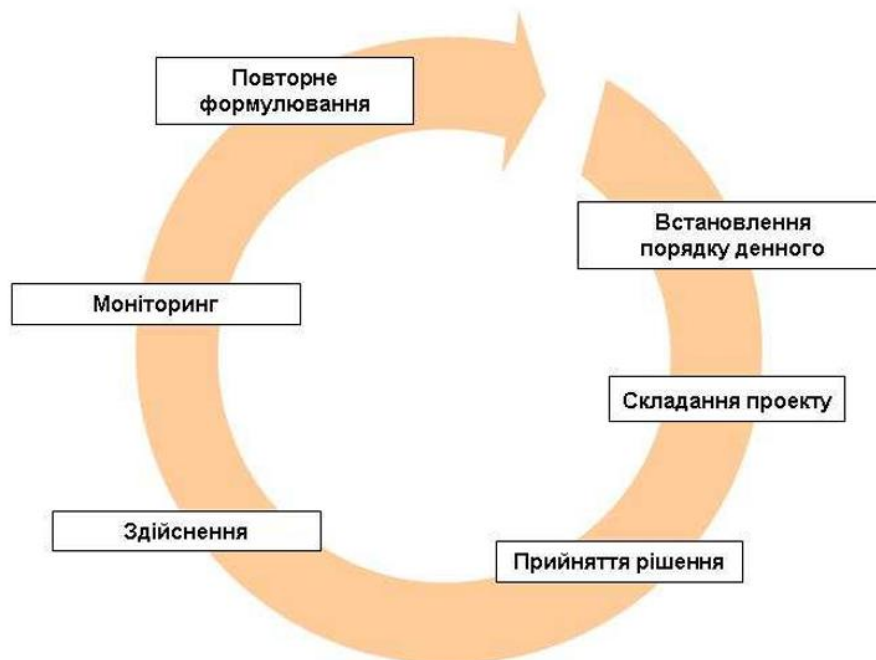 Повторне
формулювання
Встановлення
порядку денного
Моніторинг
Складання проекту
Здійснення
Прийняття рішення